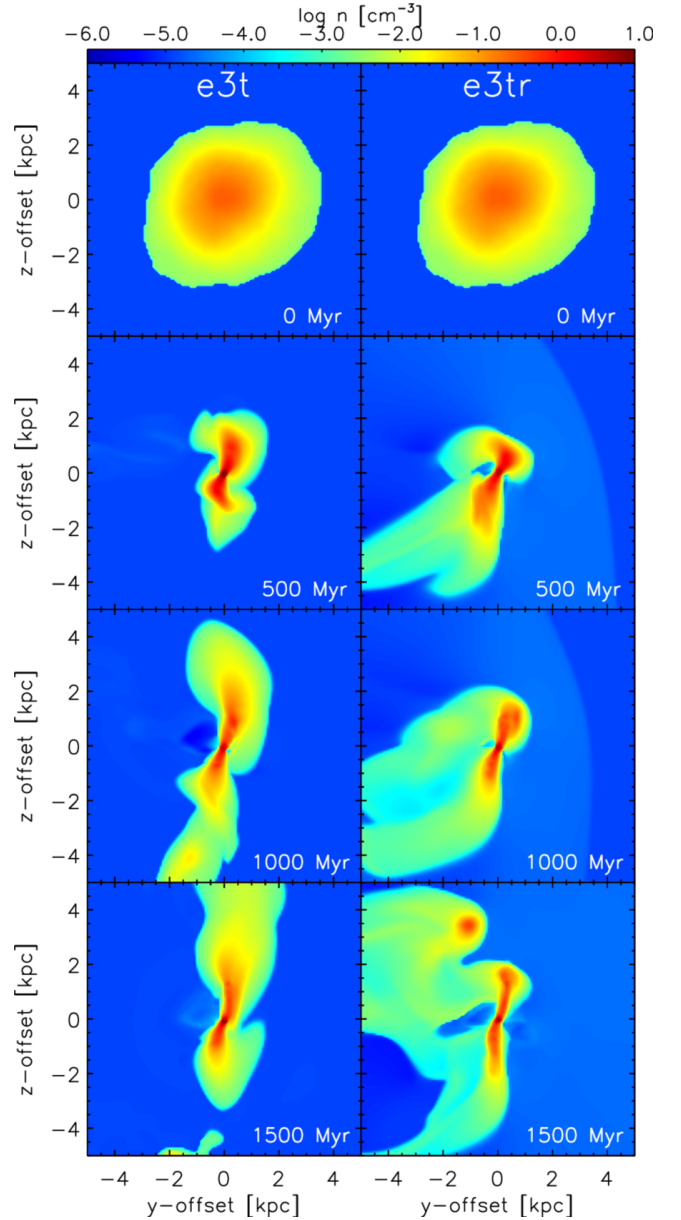 log n [cm⁻³]
−6.0 −5.0 −4.0 −3.0 −2.0 −1.0 0.0 1.0
e3t e3tr
4
2
z−offset [kpc] 0
−2
−4
0 Myr 0 Myr
4
2
z−offset [kpc] 0
−2
−4
500 Myr 500 Myr
4
2
z−offset [kpc] 0
−2
−4
1000 Myr 1000 Myr
4
2
z−offset [kpc] 0
−2
−4
1500 Myr 1500 Myr
−4 −2 0 2 4 −4 −2 0 2 4
y−offset [kpc] y−offset [kpc]